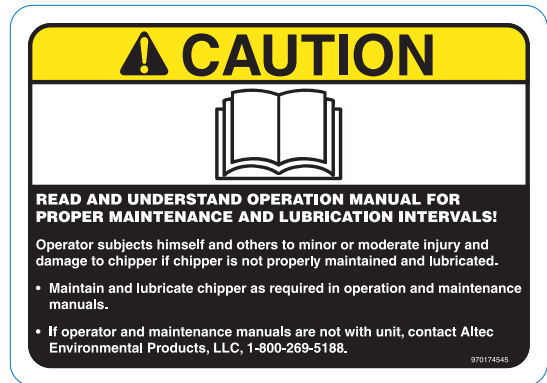 CAUTION
READ AND UNDERSTAND OPERATION MANUAL FOR
PROPER MAINTENANCE AND LUBRICATION INTERVALS!
Operator subjects himself and others to minor or moderate injury and
damage to chipper if chipper is not properly maintained and lubricated.
• Maintain and lubricate chipper as required in operation and maintenance
manuals.
• If operator and maintenance manuals are not with unit, contact Altec
Environmental Products, LLC, 1-800-269-5188.
970174545